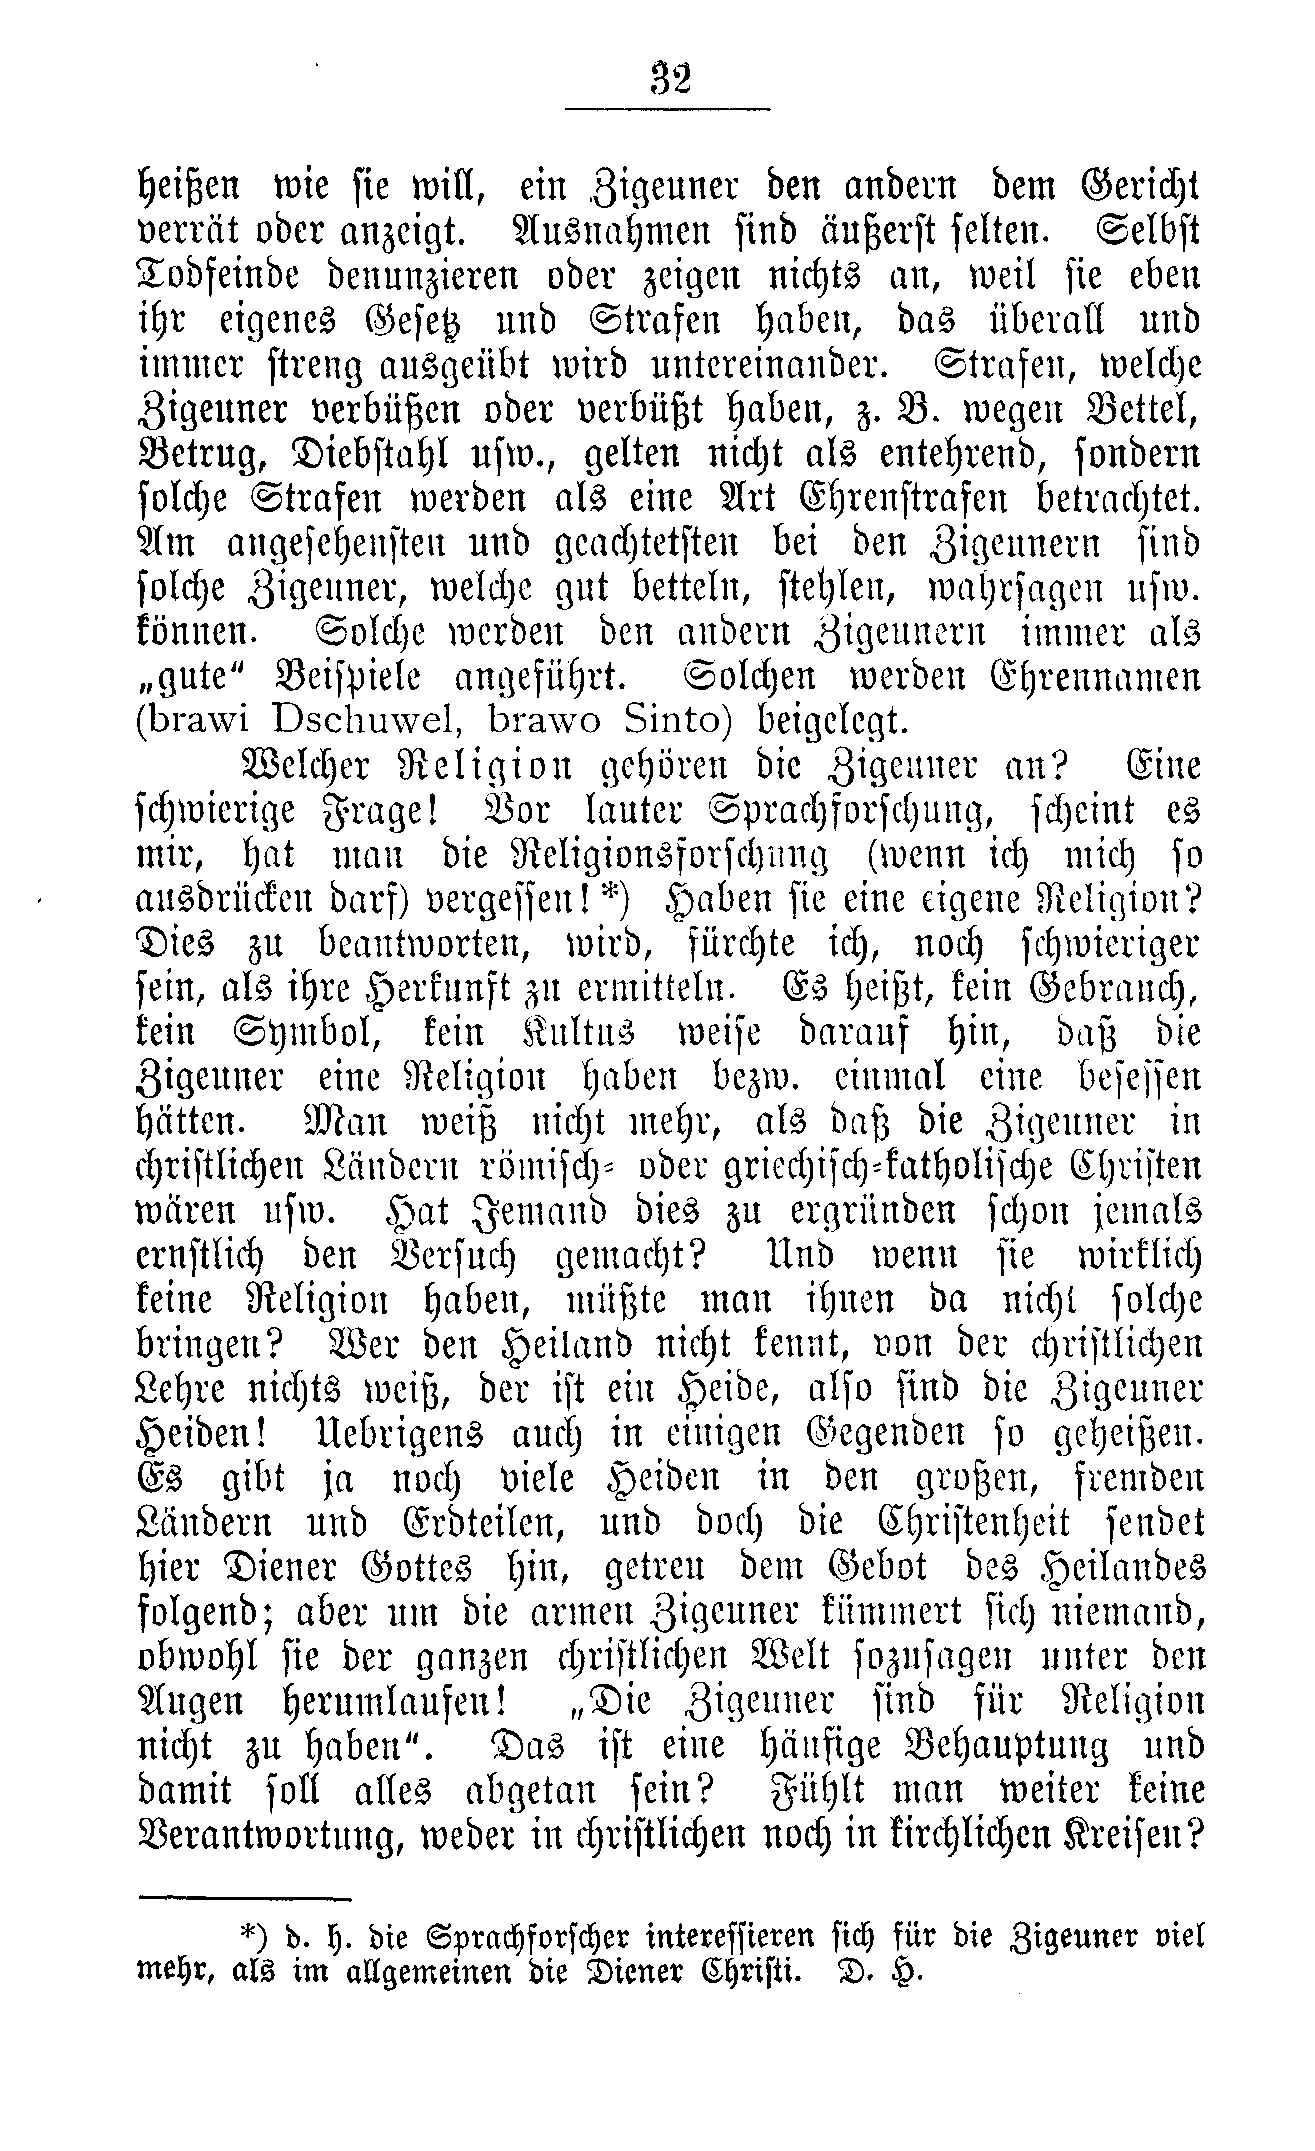 32
heißen wie sie will, ein Zigeuner den andern dem Gericht
verrät oder anzeigt. Ausnahmen sind äußerst selten. Selbst
Todfeinde denunzieren oder zeigen nichts an, weil sie eben
ihr eigenes Gesetz und Strafen haben, das überall und
immer streng ausgeübt wird untereinander. Strafen, welche
Zigeuner verbüßen oder verbüßt haben, z. B. wegen Bettel,
Betrug, Diebstahl usw., gelten nicht als entehrend, sondern
solche Strafen werden als eine Art Ehrenstrafen betrachtet.
Am angesehensten und geachtetsten bei den Zigeunern sind
solche Zigeuner, welche gut betteln, stehlen, wahrsagen usw.
können. Solche werden den andern Zigeunern immer als
„gute“ Beispiele angeführt. Solchen werden Ehrennamen
(brawi Dschuwel, brawo Sinto) beigelegt.
Welcher Religion gehören die Zigeuner an? Eine
schwierige Frage! Vor lauter Sprachforschung, scheint es
mir, hat man die Religionsforschung (wenn ich mich so
ausdrücken darf) vergessen! *) Haben sie eine eigene Religion?
Dies zu beantworten, wird, fürchte ich, noch schwieriger
sein, als ihre Herkunft zu ermitteln. Es heißt, kein Gebrauch,
kein Symbol, kein Kultus weise darauf hin, daß die
Zigeuner eine Religion haben bezw. einmal eine besessen
hätten. Man weiß nicht mehr, als daß die Zigeuner in
christlichen Ländern römisch- oder griechisch-katholische Christen
wären usw. Hat Jemand dies zu ergründen schon jemals
ernstlich den Versuch gemacht? Und wenn sie wirklich
keine Religion haben, müßte man ihnen da nicht solche
bringen? Wer den Heiland nicht kennt, von der christlichen
Lehre nichts weiß, der ist ein Heide, also sind die Zigeuner
Heiden! Uebrigens auch in einigen Gegenden so geheißen.
Es gibt ja noch viele Heiden in den großen, fremden
Ländern und Erdteilen, und doch die Christenheit sendet
hier Diener Gottes hin, getreu dem Gebot des Heilandes
folgend; aber um die armen Zigeuner kümmert sich niemand,
obwohl sie der ganzen christlichen Welt sozusagen unter den
Augen herumlaufen! „Die Zigeuner sind für Religion
nicht zu haben“. Das ist eine häufige Behauptung und
damit soll alles abgetan sein? Fühlt man weiter keine
Verantwortung, weder in christlichen noch in kirchlichen Kreisen?
*) d. h. die Sprachforscher interessieren sich für die Zigeuner viel
mehr, als im allgemeinen die Diener Christi. D. H.